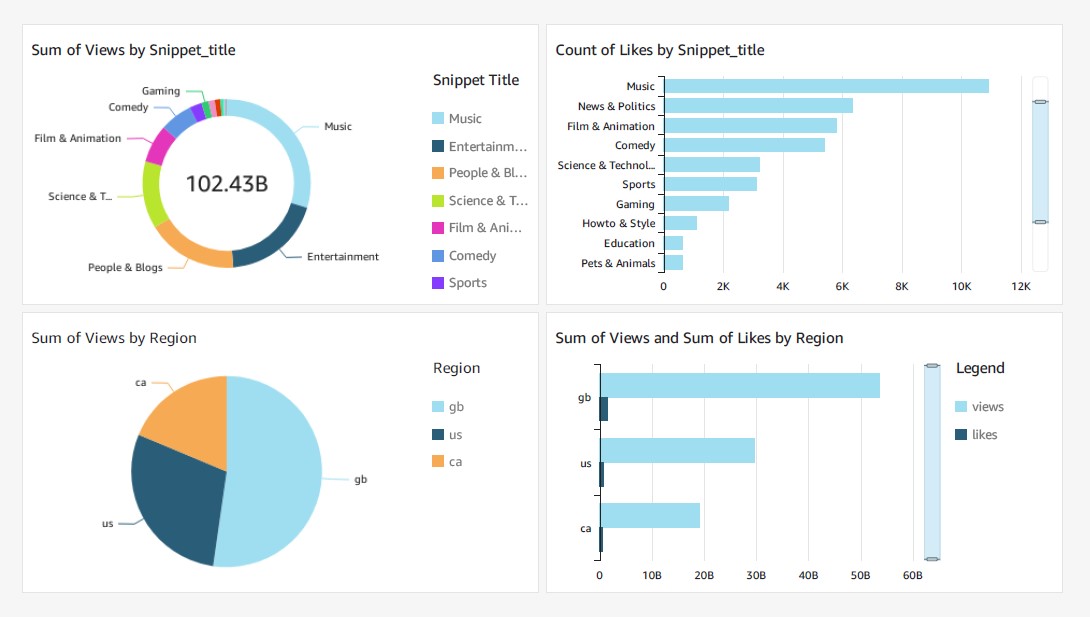 Sum of Views by Snippet_title
Gaming
Comedy
Film & Animation
Science & T...
People & Blogs
Music
Entertainment
102.43B
Snippet Title
Music
Entertainm...
People & Bl...
Science & T...
Film & Ani...
Comedy
Sports
Count of Likes by Snippet_title
Music
News & Politics
Film & Animation
Comedy
Science & Technol...
Sports
Gaming
Howto & Style
Education
Pets & Animals
0 2K 4K 6K 8K 10K 12K
Sum of Views by Region
ca
us
gb
Region
gb
us
ca
Sum of Views and Sum of Likes by Region
gb
us
ca
0 10B 20B 30B 40B 50B 60B
Legend
views
likes